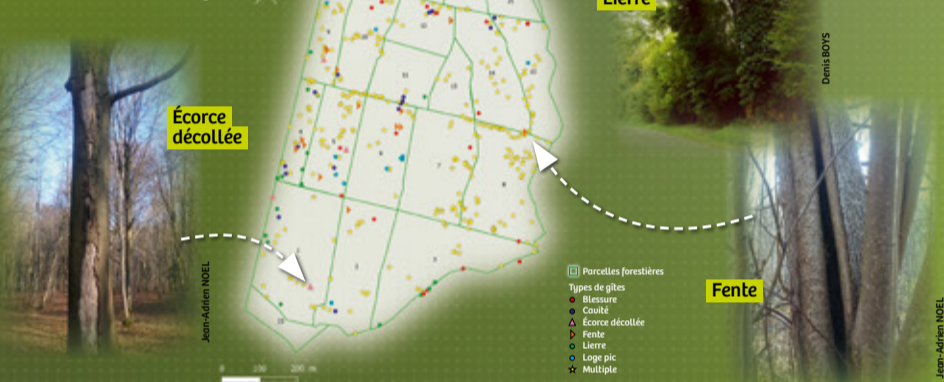 Lierre
Denis BOYS
Écorce
décollée
Jean-Adrien NOEL
Parcelles forestières
Types de gîtes
Blessure
Cavité
Écorce décollée
Fente
Lierre
Loge pic
Multiple
Fente
Jean-Adrien NOEL
0 100 200 m